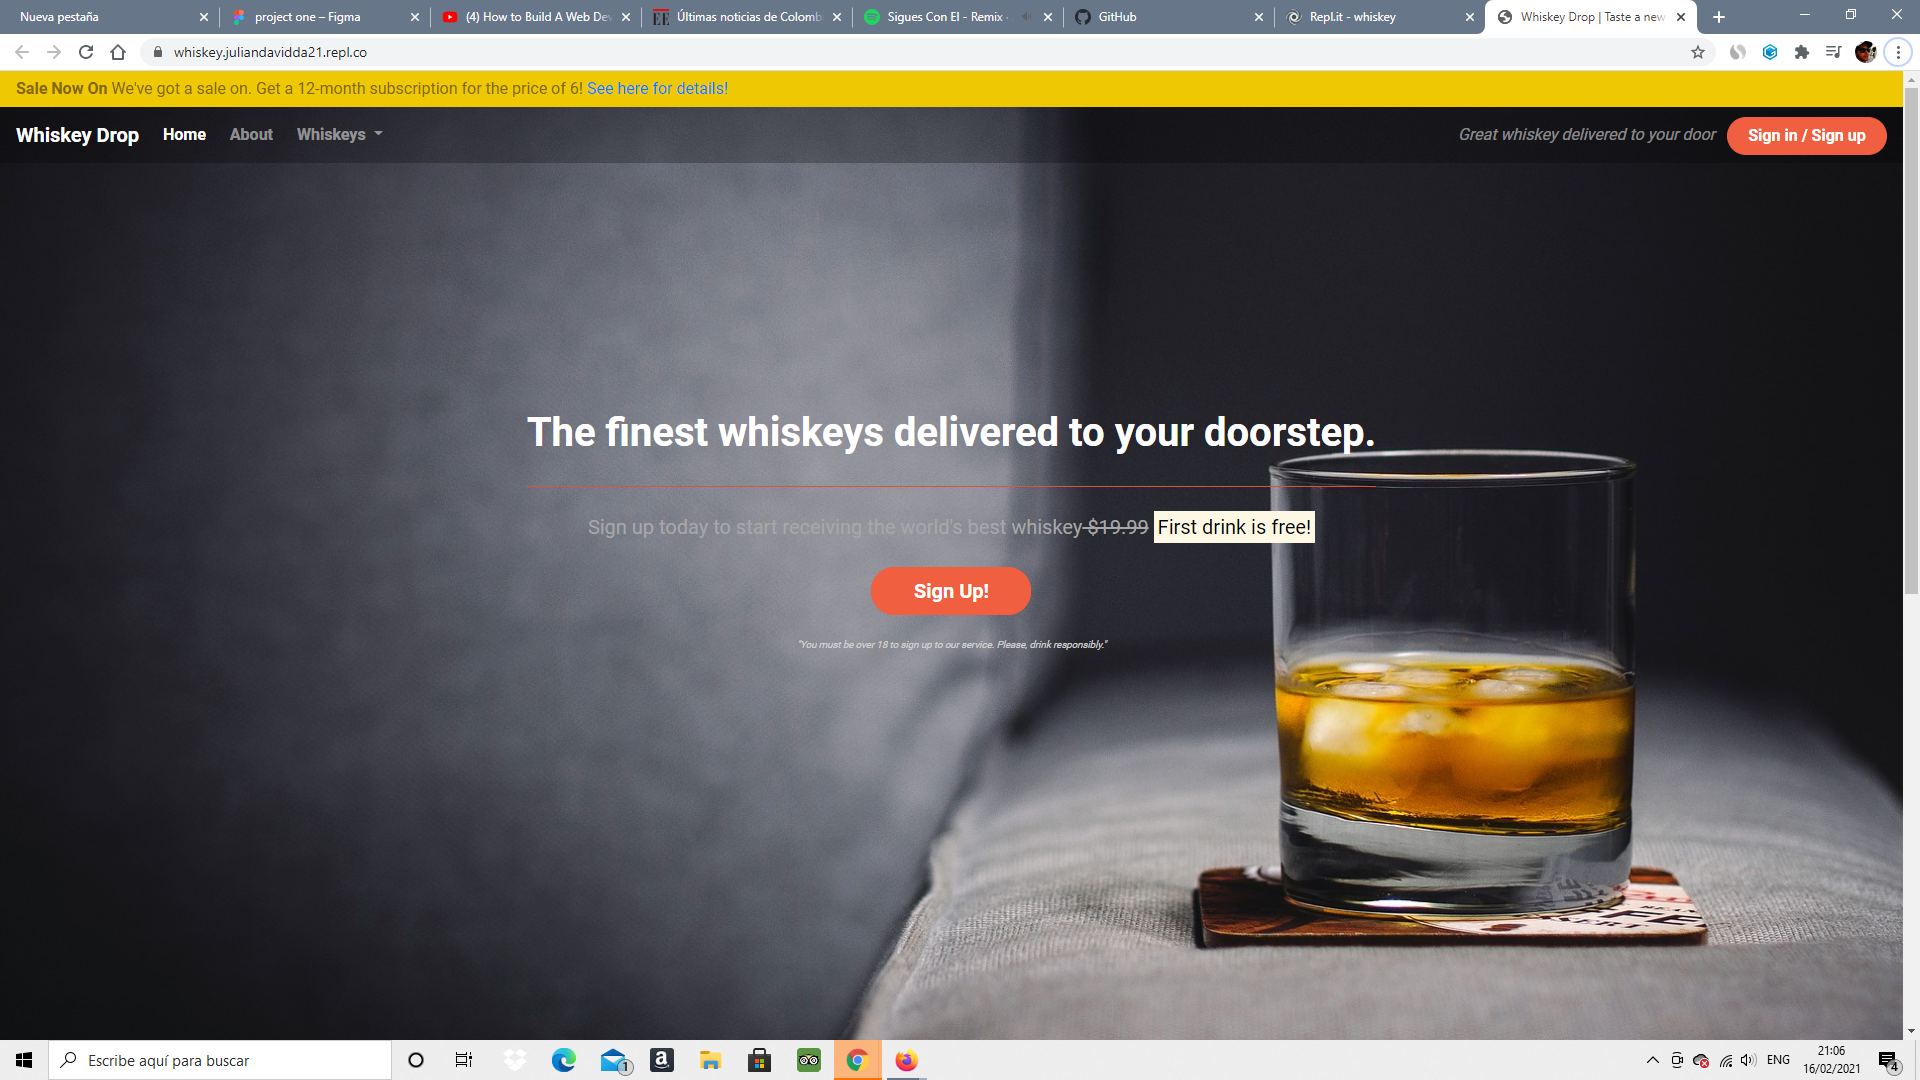 Nueva pestaña
project one – Figma
(4) How to Build A Web De
Últimas noticias de Colomb
Sigues Con El - Remix
GitHub
Repl.it - whiskey
Whiskey Drop | Taste a new
whiskey.juliandavidda21.repl.co
Sale Now On We've got a sale on. Get a 12-month subscription for the price of 6! See here for details!
Whiskey Drop Home About Whiskeys
Great whiskey delivered to your door Sign in / Sign up
The finest whiskeys delivered to your doorstep.
Sign up today to start receiving the world's best whiskey $19.99 First drink is free!
Sign Up!
"You must be over 18 to sign up to our service. Please, drink responsibly."
Escribe aquí para buscar
1
ENG
21:06
16/02/2021
4